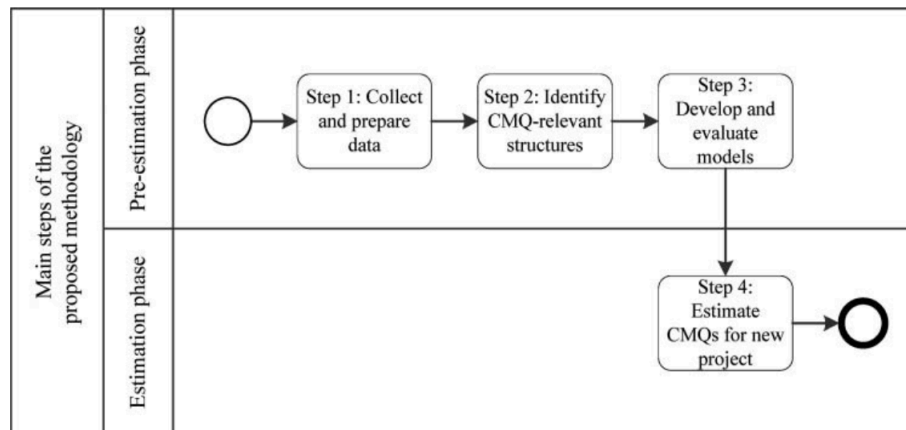 Main steps of the
proposed methodology
Pre-estimation phase
Step 1: Collect
and prepare
data
Step 2: Identify
CMQ-relevant
structures
Step 3:
Develop and
evaluate
models
Estimation phase
Step 4:
Estimate
CMQs for new
project